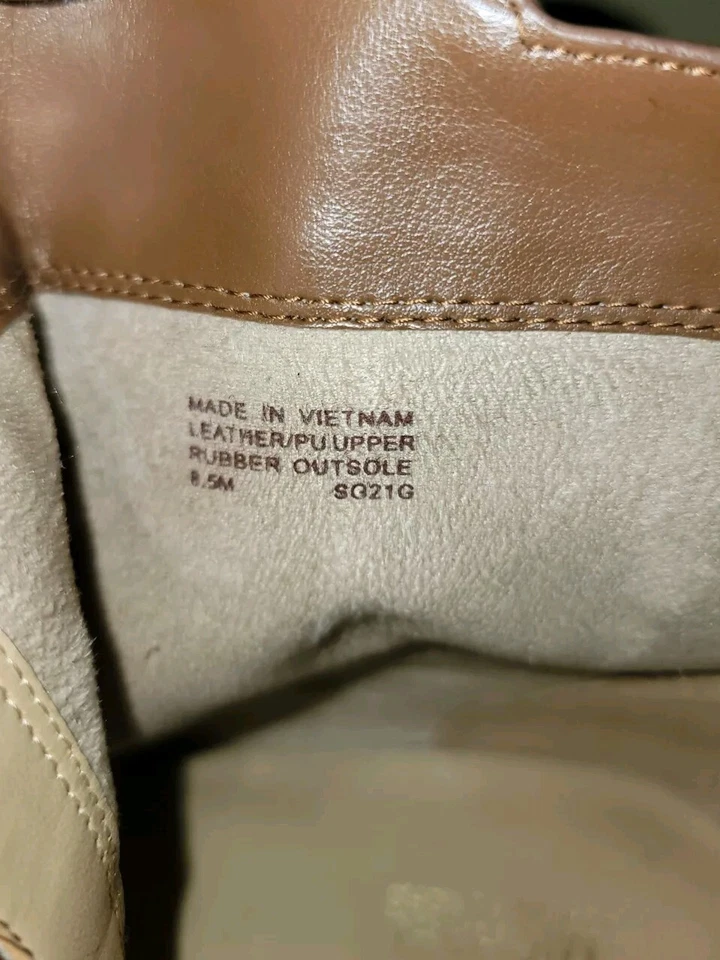 MADE IN VIETNAM
LEATHER/PU UPPER
RUBBER OUTSOLE
8.5M SG21G